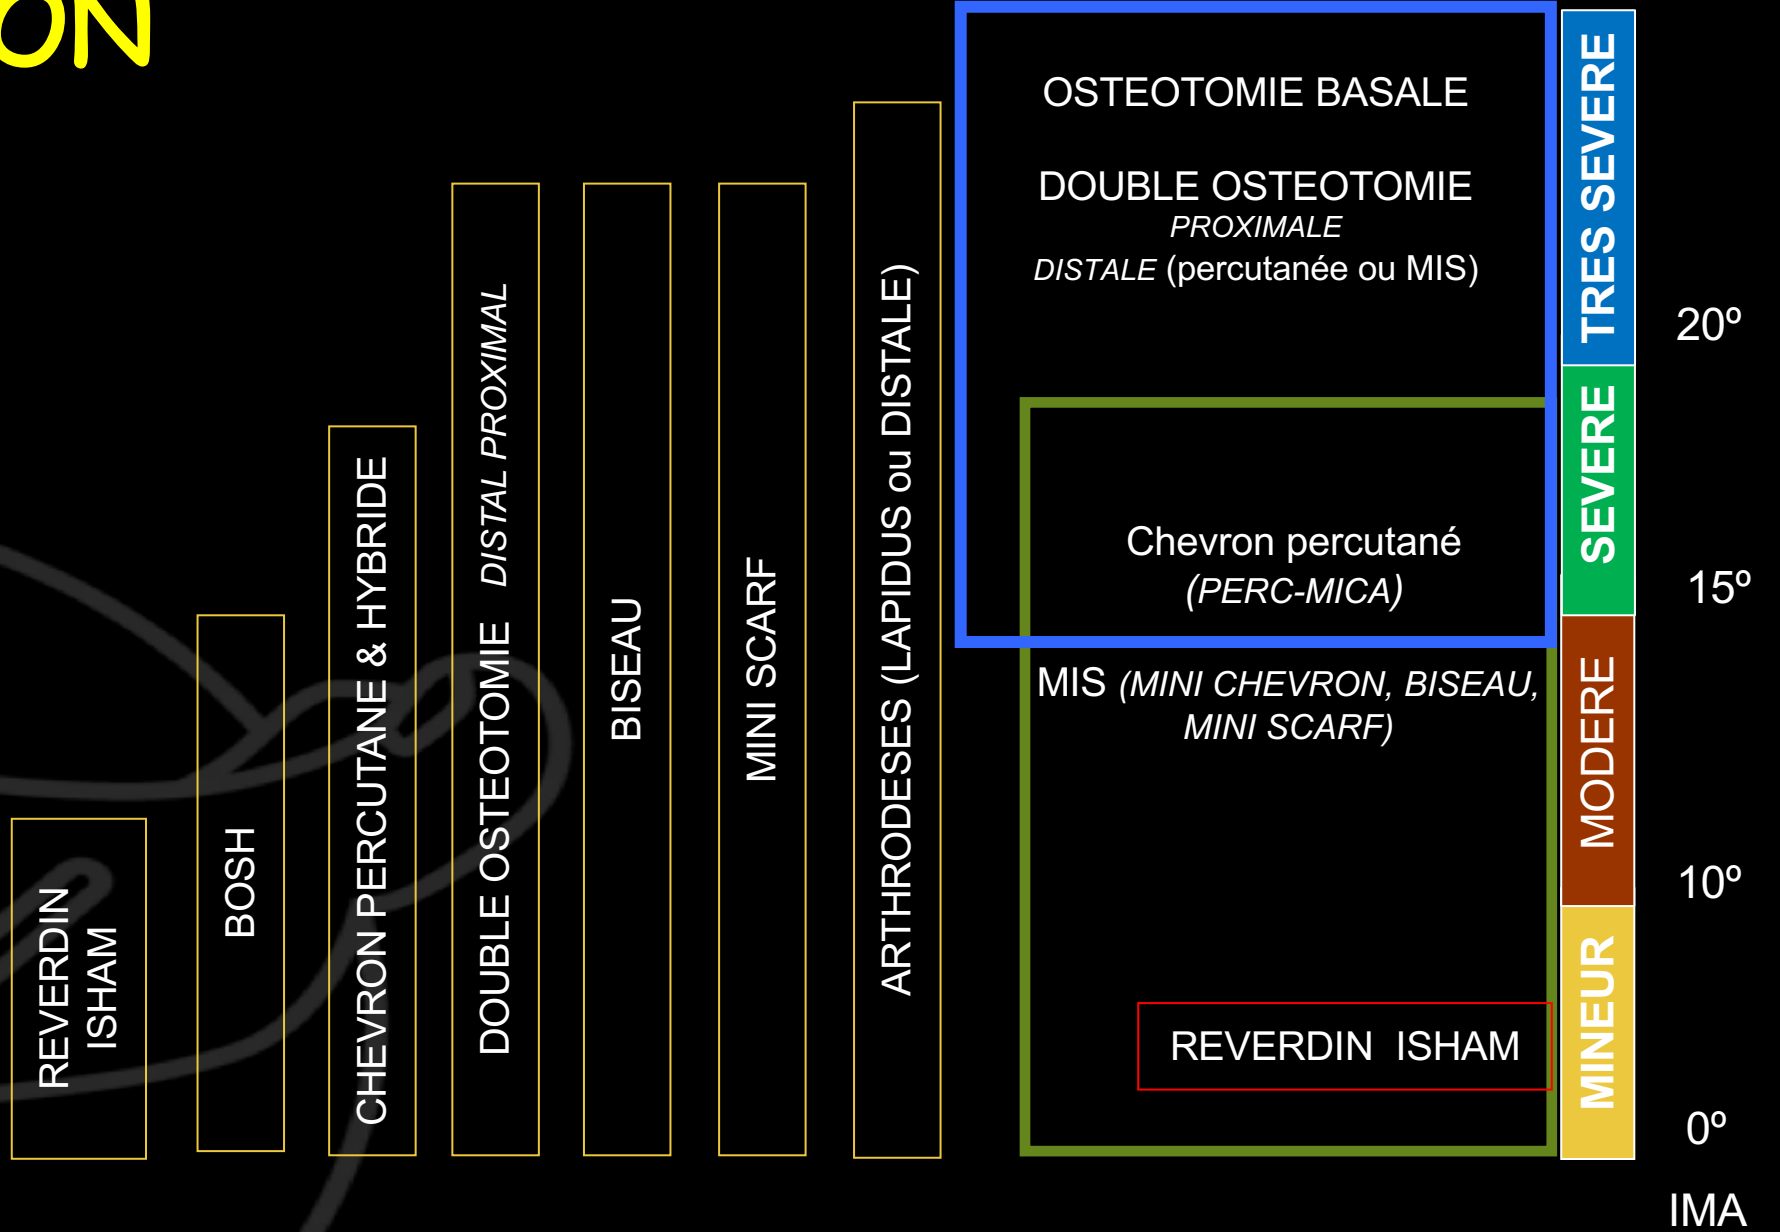 ON
REVERDIN
ISHAM
BOSH
CHEVRON PERCUTANE & HYBRIDE
DOUBLE OSTEOTOMIE DISTAL PROXIMAL
BISEAU
MINI SCARF
ARTHRODESES (LAPIDUS ou DISTALE)
OSTEOTOMIE BASALE
DOUBLE OSTEOTOMIE
PROXIMALE
DISTALE (percutanée ou MIS)
Chevron percutané
(PERC-MICA)
MIS (MINI CHEVRON, BISEAU,
MINI SCARF)
REVERDIN ISHAM
TRES SEVERE
SEVERE
MODERE
MINEUR
20º
15º
10º
0º
IMA